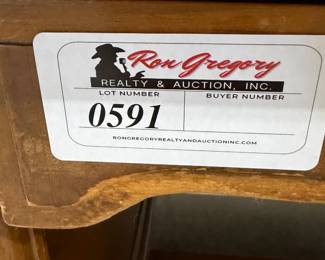 Ron Gregory
REALTY & AUCTION, INC.
LOT NUMBER BUYER NUMBER
0591
RONGREGORYREALTYANDAUCTIONINC.COM